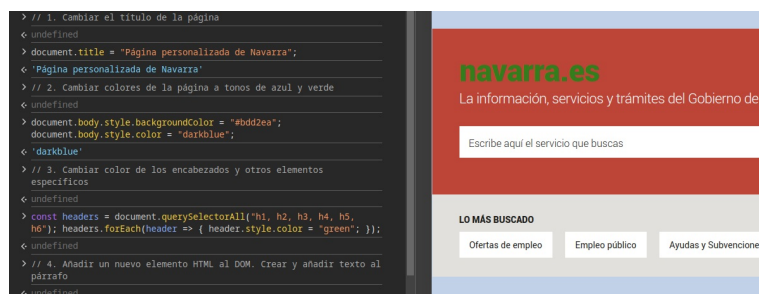 > // 1. Cambiar el título de la página
<· undefined
> document.title = "Página personalizada de Navarra";
<· 'Página personalizada de Navarra'
> // 2. Cambiar colores de la página a tonos de azul y verde
<· undefined
> document.body.style.backgroundColor = "#bdd2ea";
document.body.style.color = "darkblue";
<· 'darkblue'
> // 3. Cambiar color de los encabezados y otros elementos
específicos
<· undefined
> const headers = document.querySelectorAll("h1, h2, h3, h4, h5,
h6"); headers.forEach(header => { header.style.color = "green"; });
<· undefined
> // 4. Añadir un nuevo elemento HTML al DOM. Crear y añadir texto al
párrafo
<· undefined
navarra.es
La información, servicios y trámites del Gobierno de
Escribe aquí el servicio que buscas
LO MÁS BUSCADO
Ofertas de empleo
Empleo público
Ayudas y Subvencione